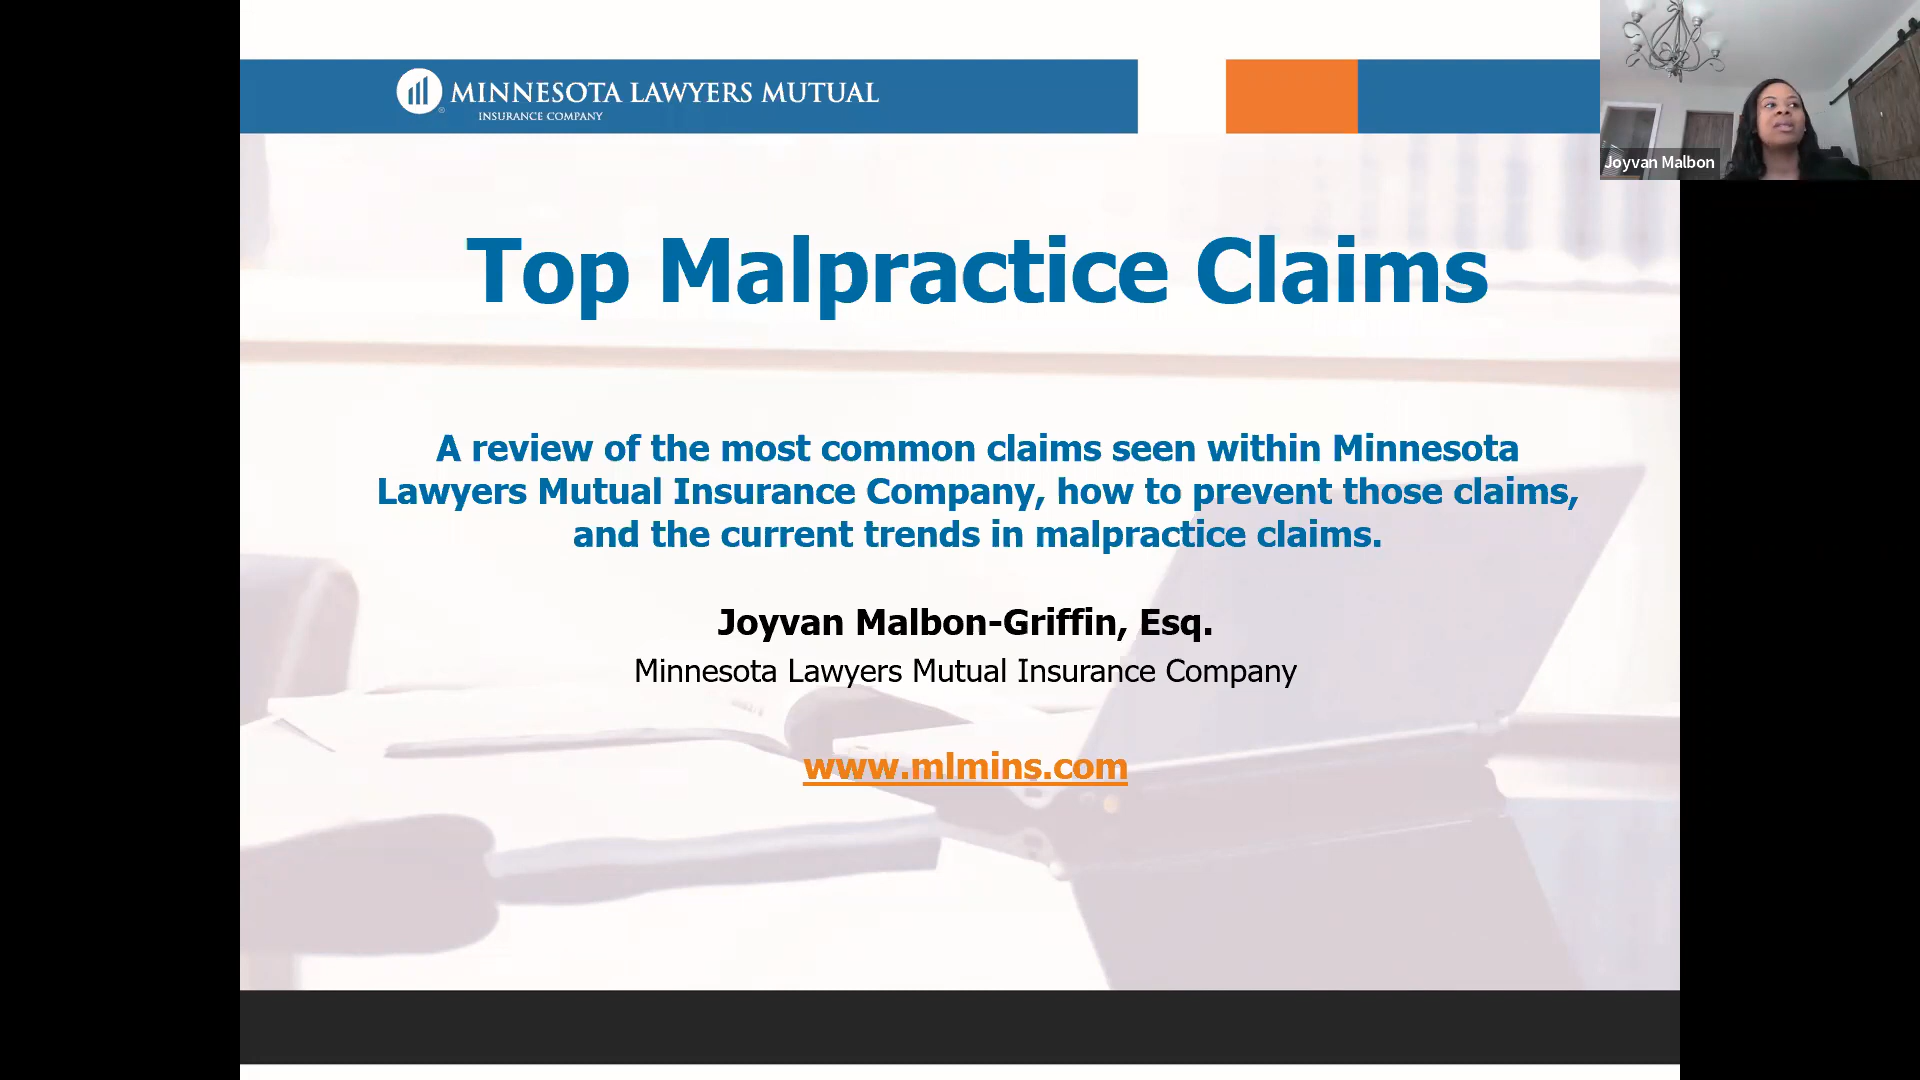 MINNESOTA LAWYERS MUTUAL
INSURANCE COMPANY
Joyvan Malbon
Top Malpractice Claims
A review of the most common claims seen within Minnesota
Lawyers Mutual Insurance Company, how to prevent those claims,
and the current trends in malpractice claims.
Joyvan Malbon-Griffin, Esq.
Minnesota Lawyers Mutual Insurance Company
www.mlmins.com